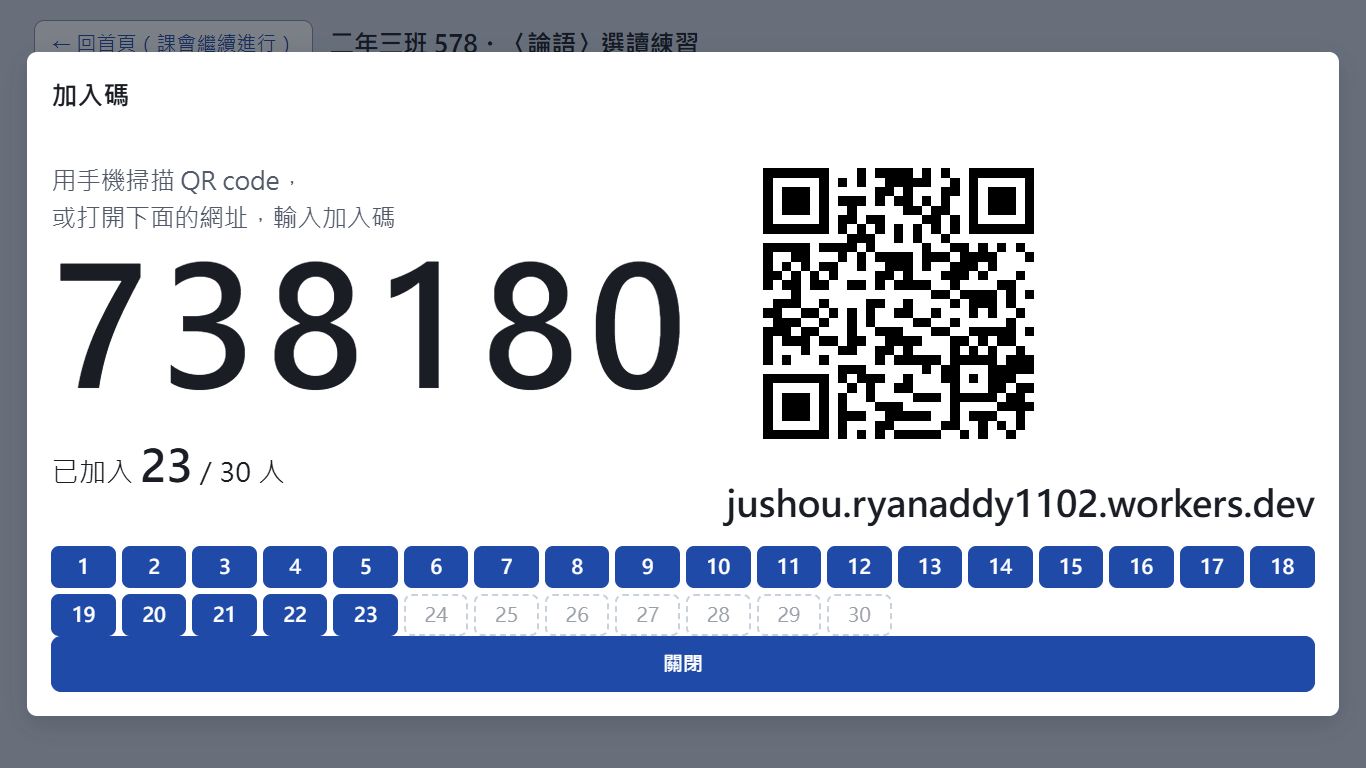 ← 回首頁（課會繼續進行）
二年三班 578・〈論語〉選讀練習
加入碼
用手機掃描 QR code，
或打開下面的網址，輸入加入碼
738180
已加入 23 / 30 人
jushou.ryanaddy1102.workers.dev
1 2 3 4 5 6 7 8 9 10 11 12 13 14 15 16 17 18
19 20 21 22 23 24 25 26 27 28 29 30
關閉